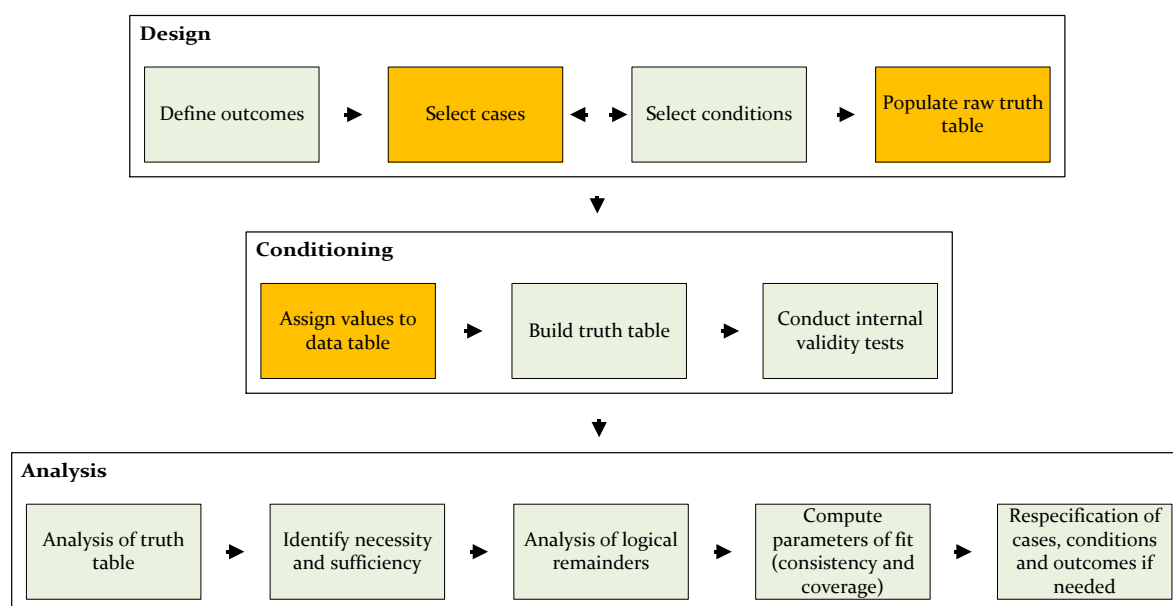 Design
Define outcomes
Select cases
Select conditions
Populate raw truth
table
Conditioning
Assign values to
data table
Build truth table
Conduct internal
validity tests
Analysis
Analysis of truth
table
Identify necessity
and sufficiency
Analysis of logical
remainders
Compute
parameters of fit
(consistency and
coverage)
Respecification of
cases, conditions
and outcomes if
needed